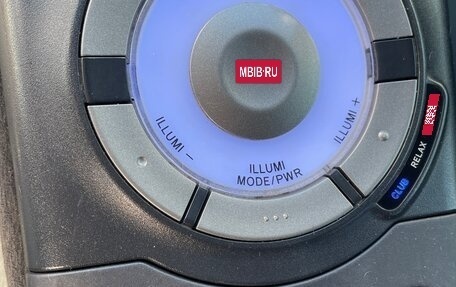 MBIB·RU
ILLUMI −
ILLUMI
MODE/PWR
ILLUMI +
RELAX
CLUB